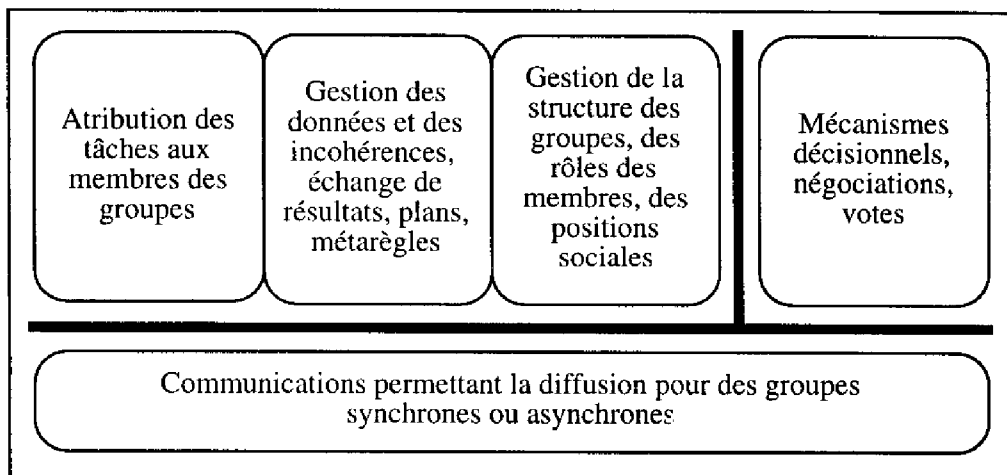 Atribution des
tâches aux
membres des
groupes
Gestion des
données et des
incohérences,
échange de
résultats, plans,
métarègles
Gestion de la
structure des
groupes, des
rôles des
membres, des
positions
sociales
Mécanismes
décisionnels,
négociations,
votes
Communications permettant la diffusion pour des groupes
synchrones ou asynchrones